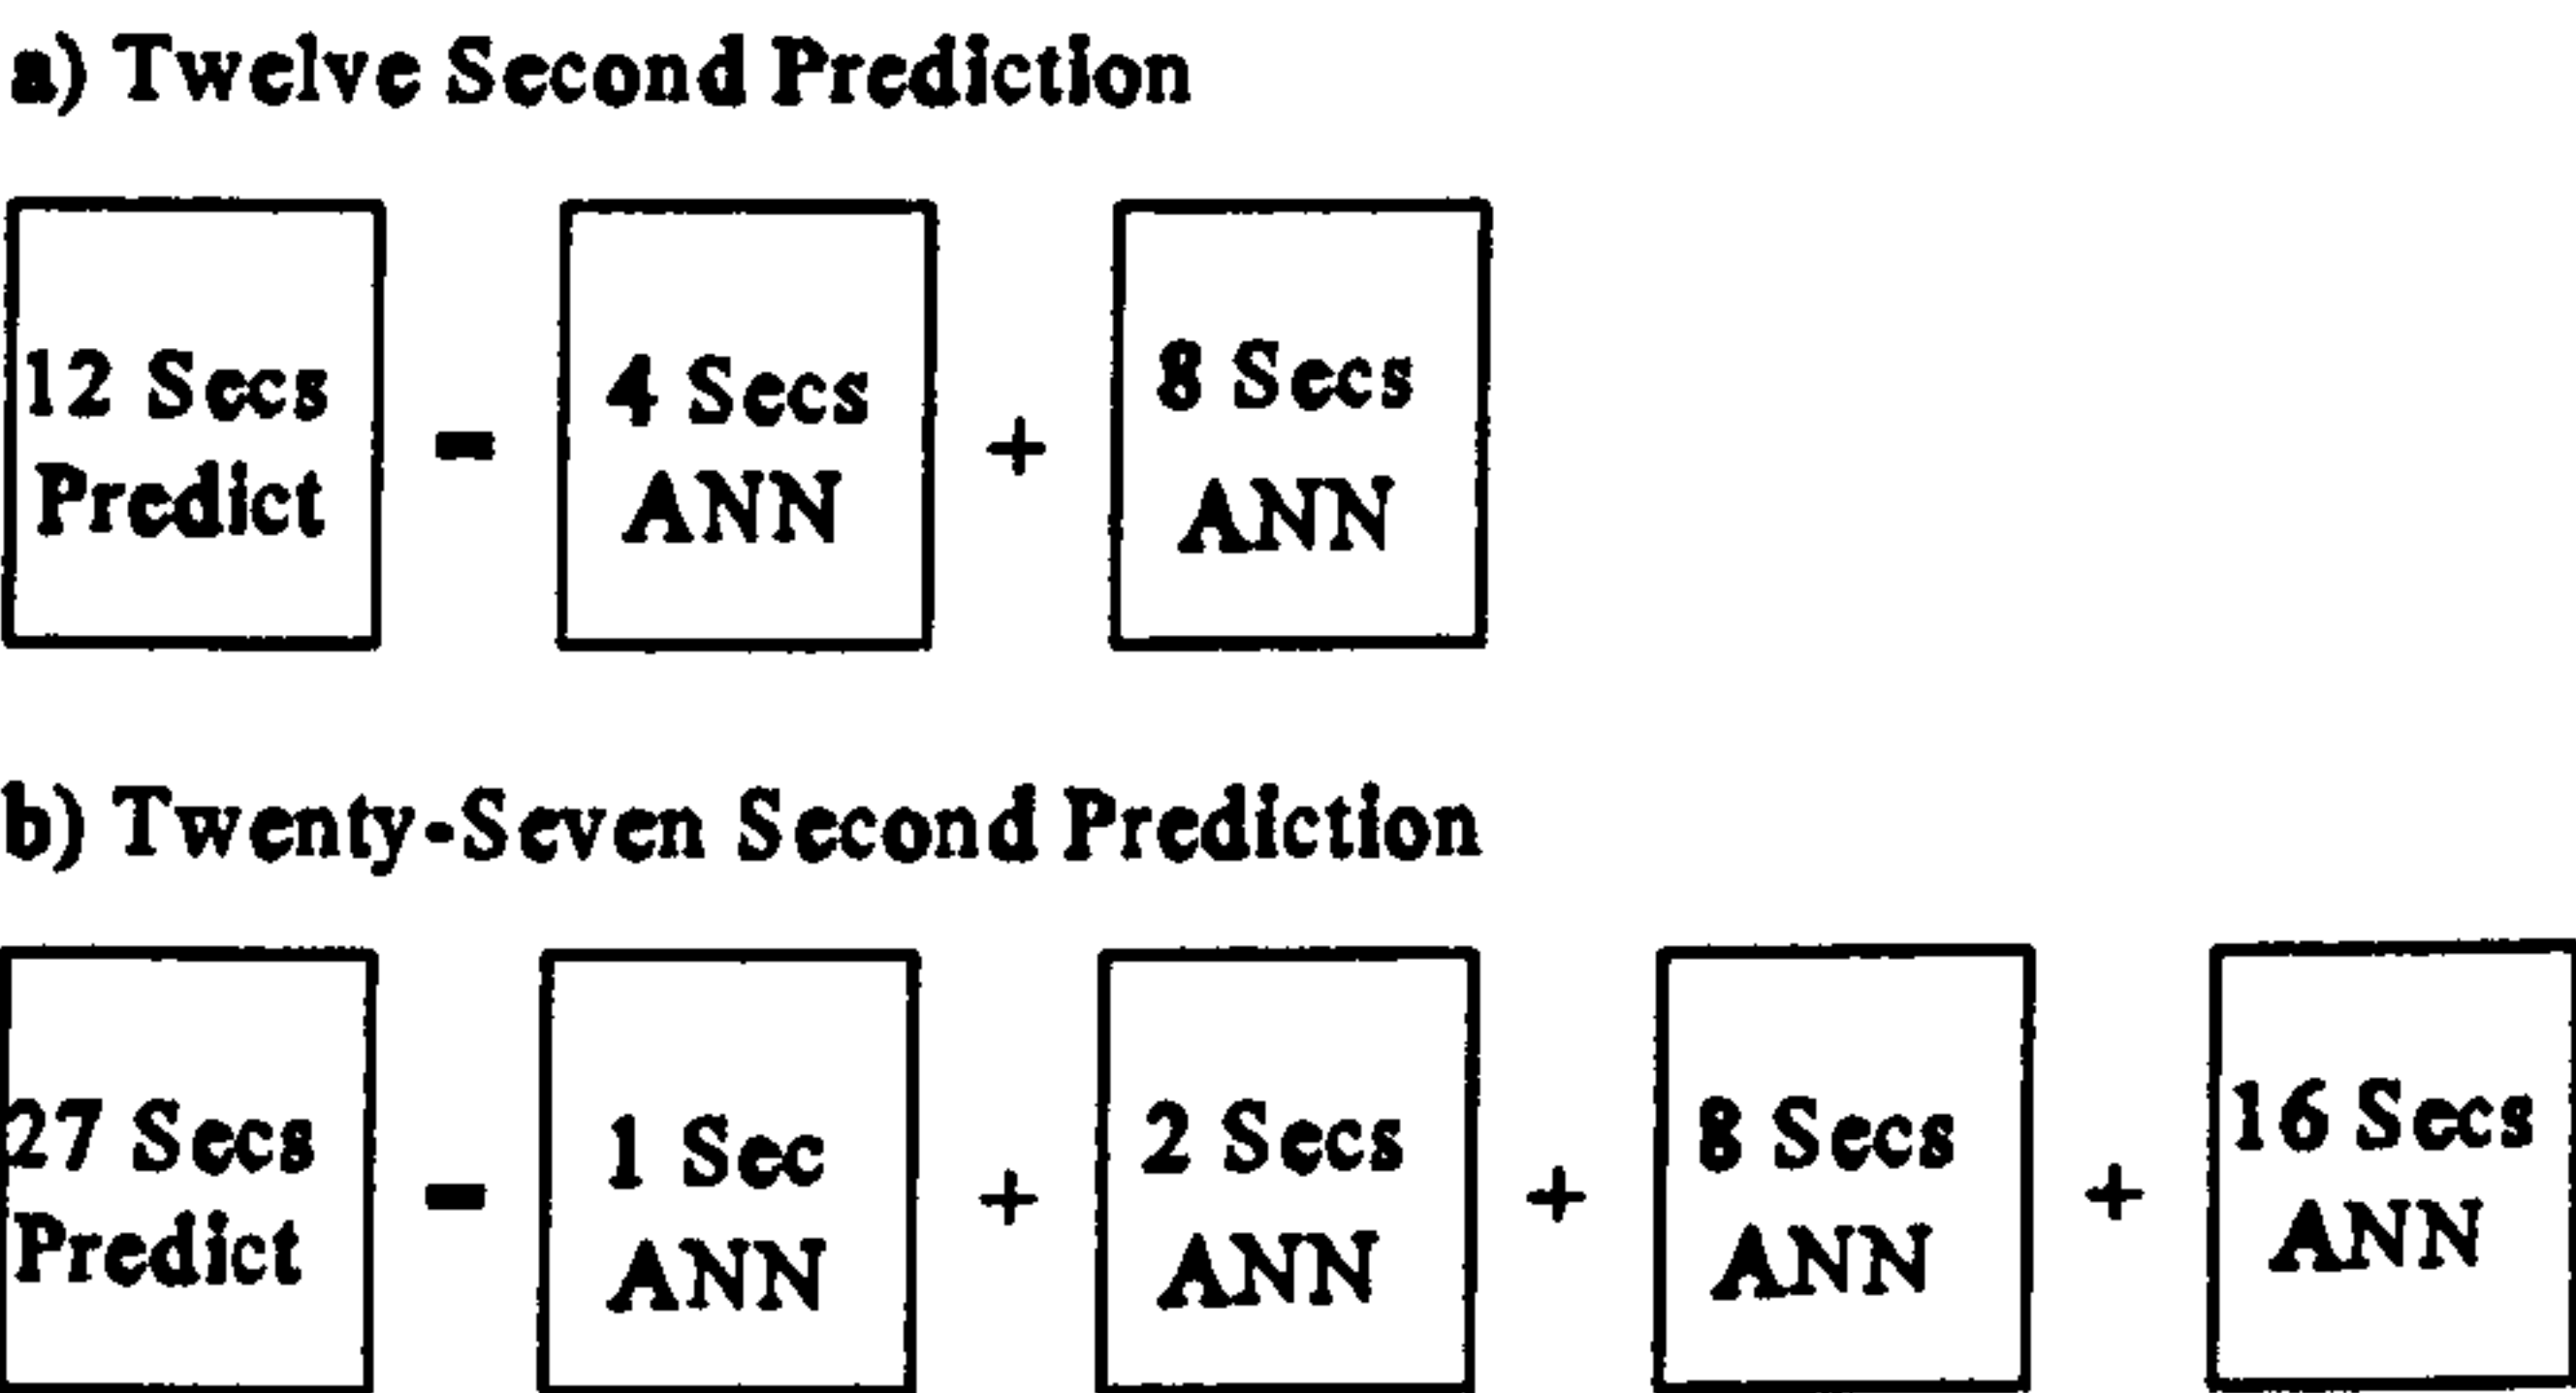 a) Twelve Second Prediction
12 Secs
Predict
-
4 Secs
ANN
+
8 Secs
ANN
b) Twenty-Seven Second Prediction
27 Secs
Predict
-
1 Sec
ANN
+
2 Secs
ANN
+
8 Secs
ANN
+
16 Secs
ANN